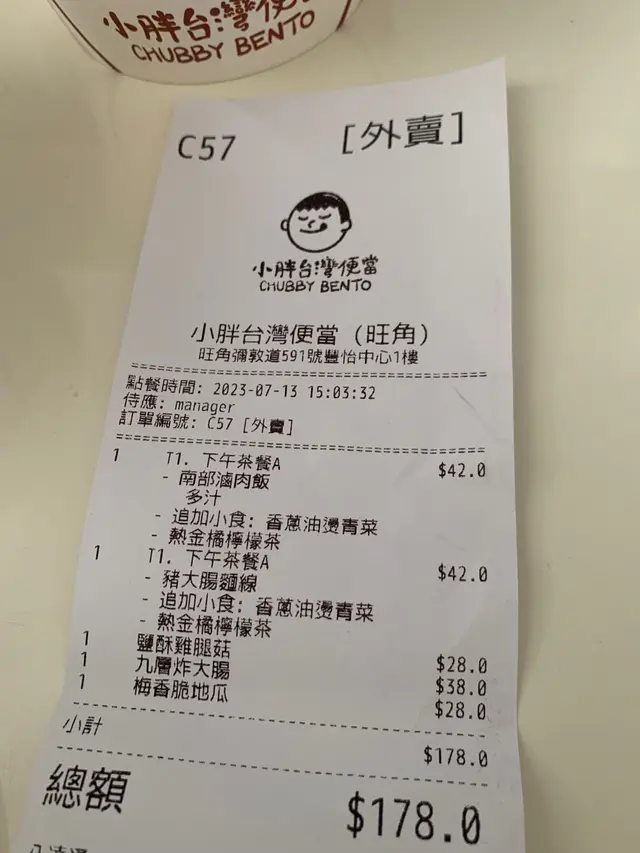 小胖台灣便
CHUBBY BENTO
C57 [外賣]
小胖台灣便當
CHUBBY BENTO
小胖台灣便當 (旺角)
旺角彌敦道591號豐怡中心1樓
點餐時間: 2023-07-13 15:03:32
侍應: manager
訂單編號: C57 [外賣]
1 T1. 下午茶餐A $42.0
- 南部滷肉飯
多汁
- 追加小食: 香蔥油燙青菜
- 熱金橘檸檬茶
1 T1. 下午茶餐A $42.0
- 豬大腸麵線
- 追加小食: 香蔥油燙青菜
- 熱金橘檸檬茶
1 鹽酥雞腿菇 $28.0
1 九層炸大腸 $38.0
1 梅香脆地瓜 $28.0
小計 $178.0
總額 $178.0